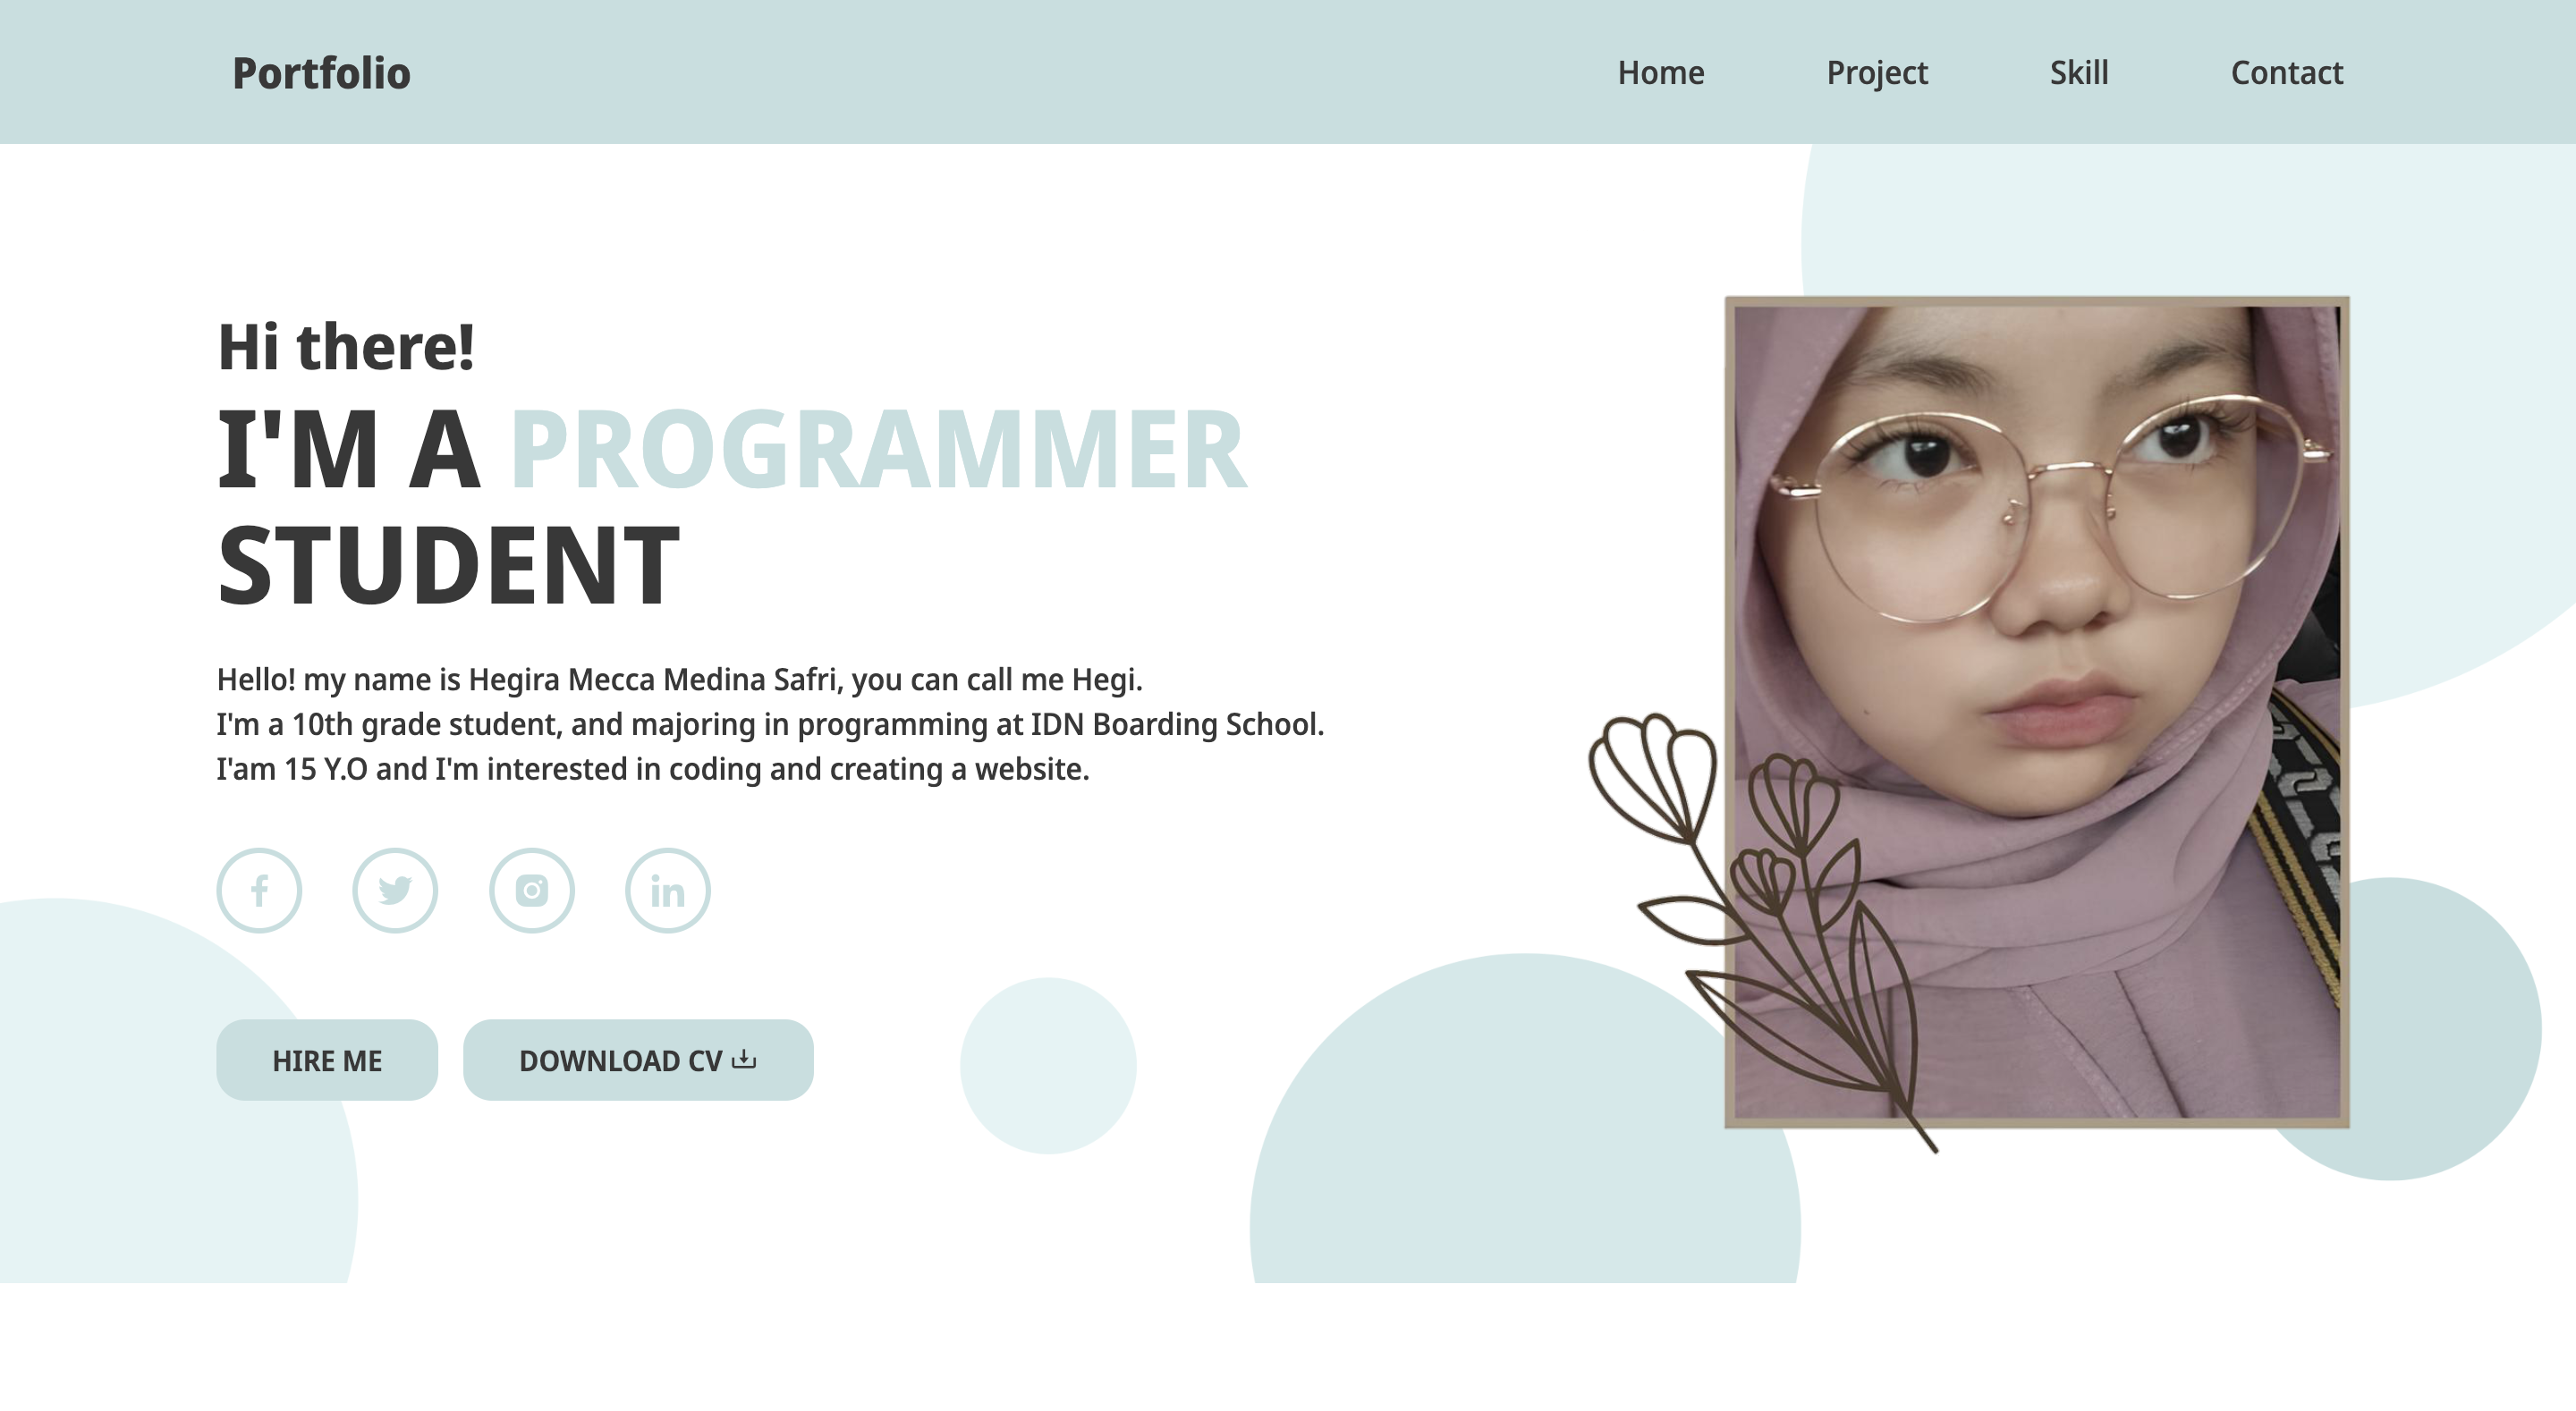 Portfolio
Home
Project
Skill
Contact
Hi there!
I'M A PROGRAMMER
STUDENT
Hello! my name is Hegira Mecca Medina Safri, you can call me Hegi.
I'm a 10th grade student, and majoring in programming at IDN Boarding School.
I'am 15 Y.O and I'm interested in coding and creating a website.
HIRE ME
DOWNLOAD CV